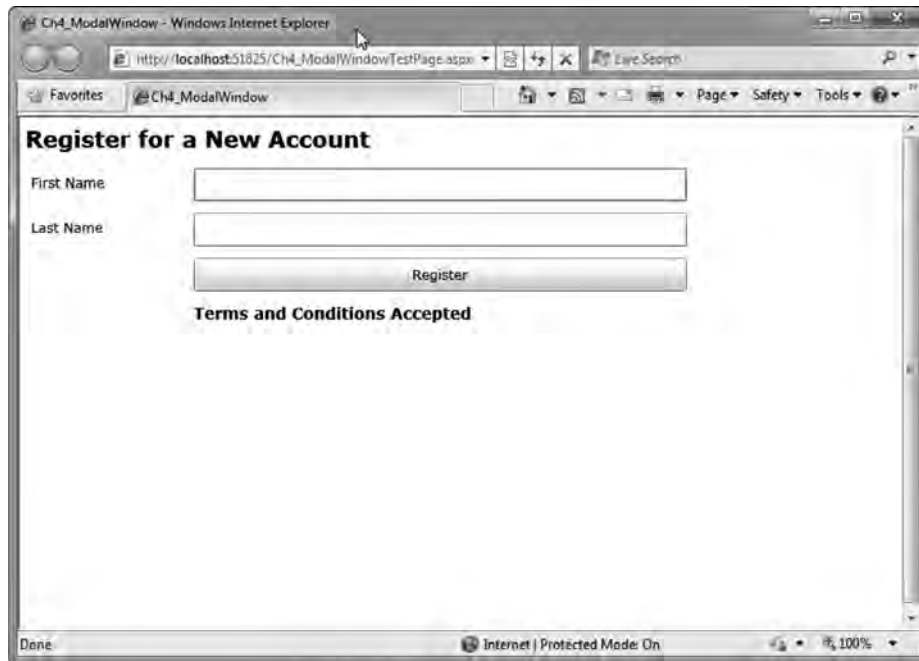 Ch4_ModalWindow - Windows Internet Explorer
http://localhost:51825/Ch4_ModalWindowTestPage.aspx
Live Search
Favorites
Ch4_ModalWindow
Page
Safety
Tools
Register for a New Account
First Name
Last Name
Register
Terms and Conditions Accepted
Done
Internet | Protected Mode: On
100%